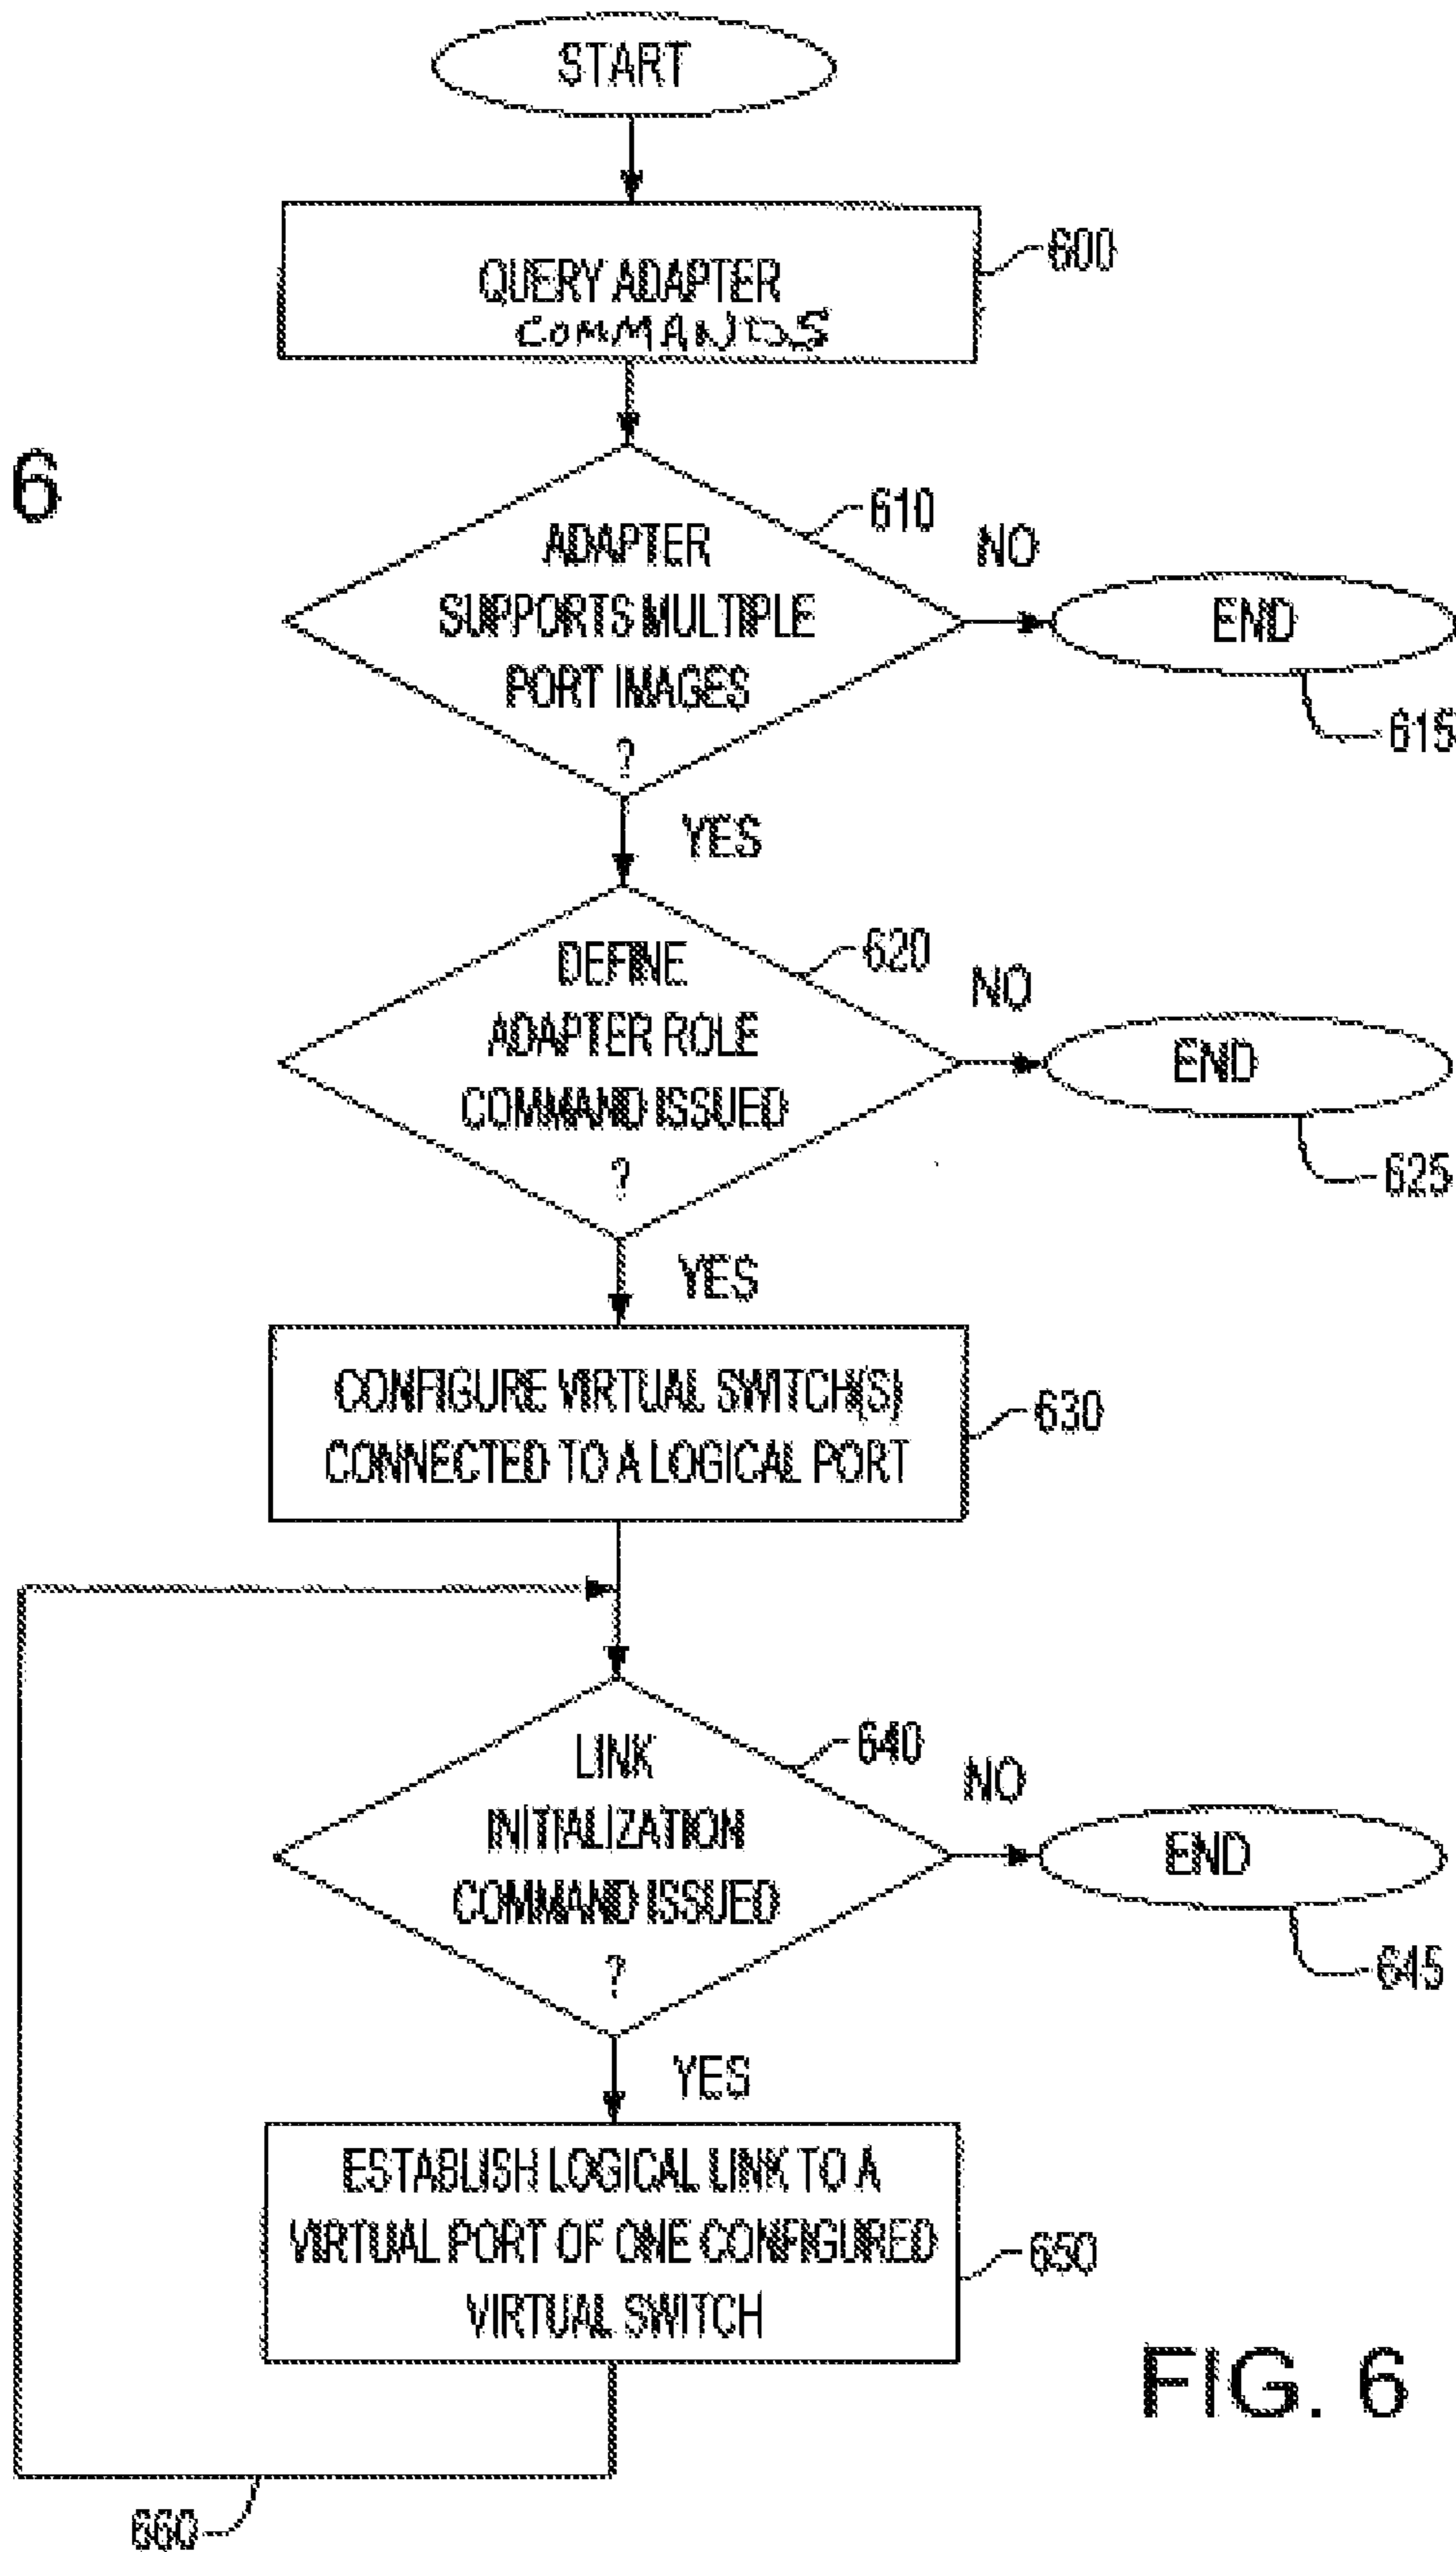 START
QUERY ADAPTER
COMMANDS
600
6
610
ADAPTER
SUPPORTS MULTIPLE
PORT IMAGES
?
NO
END
615
YES
620
DEFINE
ADAPTER ROLE
COMMAND ISSUED
?
NO
END
625
YES
CONFIGURE VIRTUAL SWITCH(S)
CONNECTED TO A LOGICAL PORT
630
640
LINK
INITIALIZATION
COMMAND ISSUED
?
NO
END
645
YES
ESTABLISH LOGICAL LINK TO A
VIRTUAL PORT OF ONE CONFIGURED
VIRTUAL SWITCH
650
FIG. 6
660